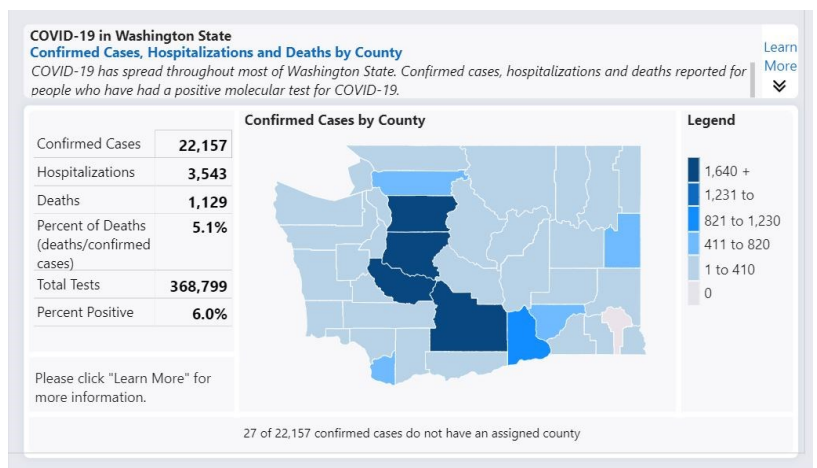 COVID-19 in Washington State
Confirmed Cases, Hospitalizations and Deaths by County
COVID-19 has spread throughout most of Washington State. Confirmed cases, hospitalizations and deaths reported for
people who have had a positive molecular test for COVID-19.
Learn
More
Confirmed Cases 22,157
Hospitalizations 3,543
Deaths 1,129
Percent of Deaths 5.1%
(deaths/confirmed
cases)
Total Tests 368,799
Percent Positive 6.0%
Please click "Learn More" for
more information.
Confirmed Cases by County
Legend
1,640 +
1,231 to
821 to 1,230
411 to 820
1 to 410
0
27 of 22,157 confirmed cases do not have an assigned county